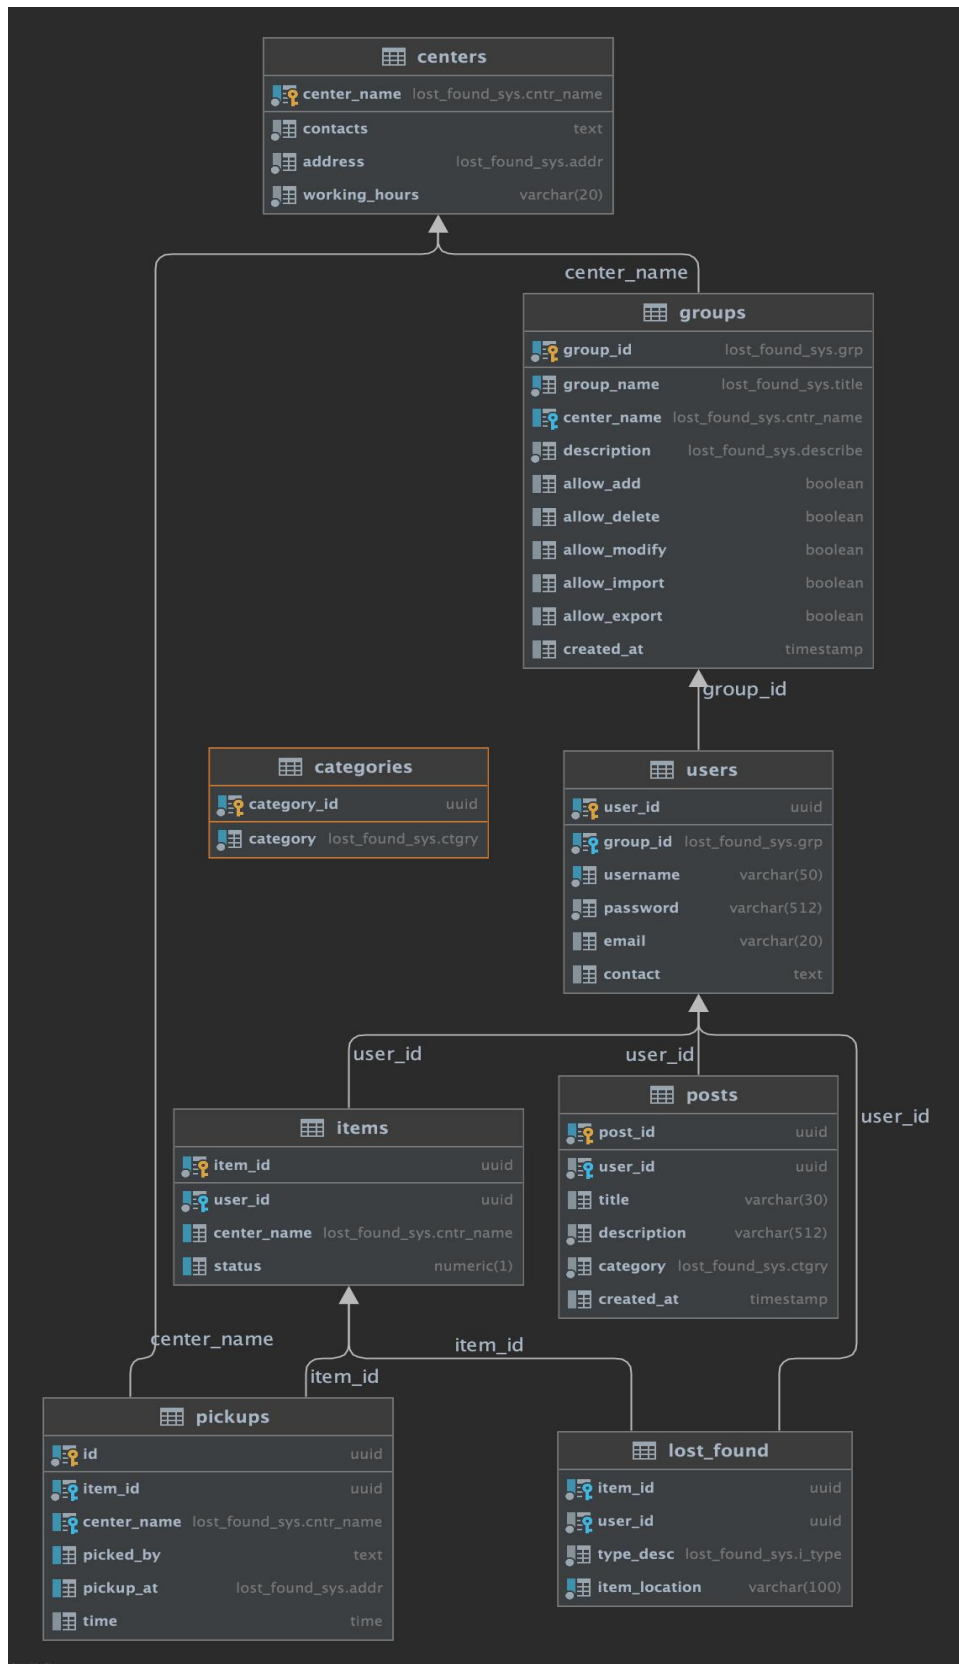 centers
center_name lost_found_sys.cntr_name
contacts text
address lost_found_sys.addr
working_hours varchar(20)
center_name
groups
group_id lost_found_sys.grp
group_name lost_found_sys.title
center_name lost_found_sys.cntr_name
description lost_found_sys.describe
allow_add boolean
allow_delete boolean
allow_modify boolean
allow_import boolean
allow_export boolean
created_at timestamp
group_id
categories
category_id uuid
category lost_found_sys.ctgry
users
user_id uuid
group_id lost_found_sys.grp
username varchar(50)
password varchar(512)
email varchar(20)
contact text
user_id
user_id
user_id
items
item_id uuid
user_id uuid
center_name lost_found_sys.cntr_name
status numeric(1)
posts
post_id uuid
user_id uuid
title varchar(30)
description varchar(512)
category lost_found_sys.ctgry
created_at timestamp
center_name
item_id
item_id
pickups
id uuid
item_id uuid
center_name lost_found_sys.cntr_name
picked_by text
pickup_at lost_found_sys.addr
time time
lost_found
item_id uuid
user_id uuid
type_desc lost_found_sys.i_type
item_location varchar(100)